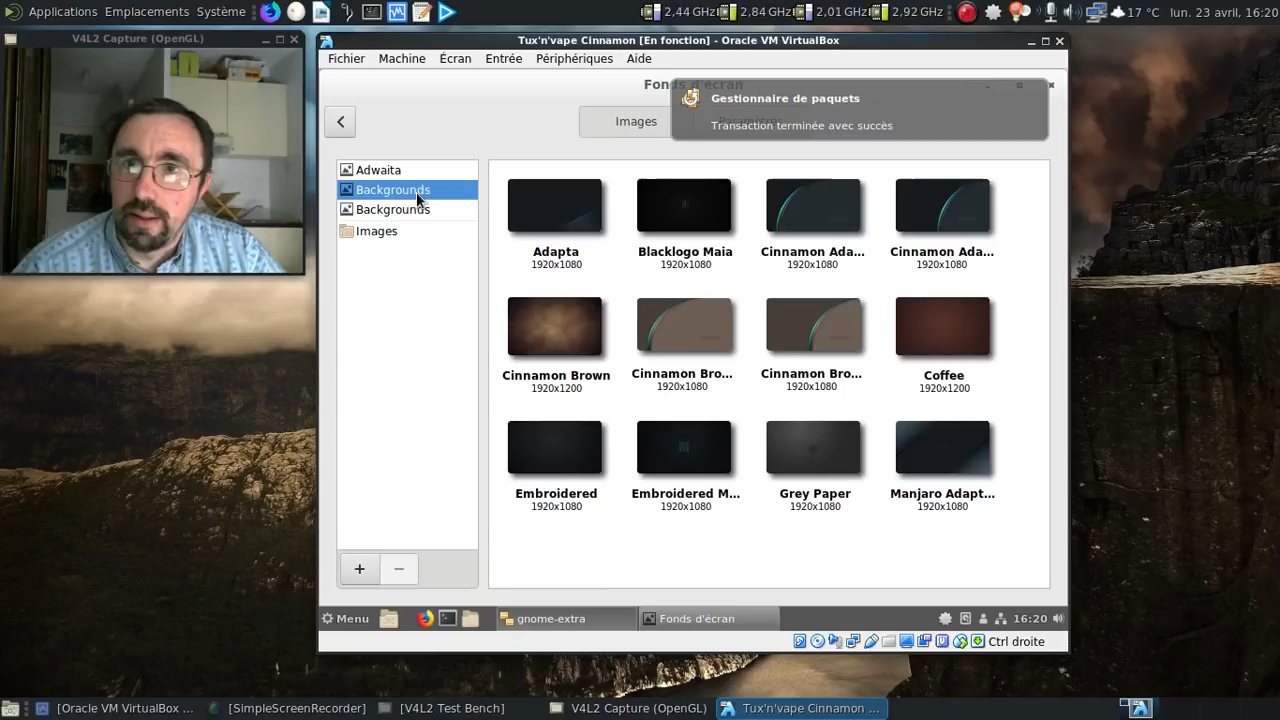 Applications Emplacements Système
2,44 GHz 2,84 GHz 2,01 GHz 2,92 GHz
17 °C lun. 23 avril, 16:20
V4L2 Capture (OpenGL)
Tux'n'vape Cinnamon [En fonction] - Oracle VM VirtualBox
Fichier Machine Écran Entrée Périphériques Aide
Fonds d'écran
Gestionnaire de paquets
Transaction terminée avec succès
Images
Adwaita
Backgrounds
Backgrounds
Images
Adapta
1920x1080
Blacklogo Maia
1920x1080
Cinnamon Ada...
1920x1080
Cinnamon Ada...
1920x1080
Cinnamon Brown
1920x1200
Cinnamon Bro...
1920x1080
Cinnamon Bro...
1920x1080
Coffee
1920x1200
Embroidered
1920x1080
Embroidered M...
1920x1080
Grey Paper
1920x1080
Manjaro Adapt...
1920x1080
Menu
gnome-extra
Fonds d'écran
16:20
Ctrl droite
[Oracle VM VirtualBox ...
[SimpleScreenRecorder]
[V4L2 Test Bench]
V4L2 Capture (OpenGL)
Tux'n'vape Cinnamon ...